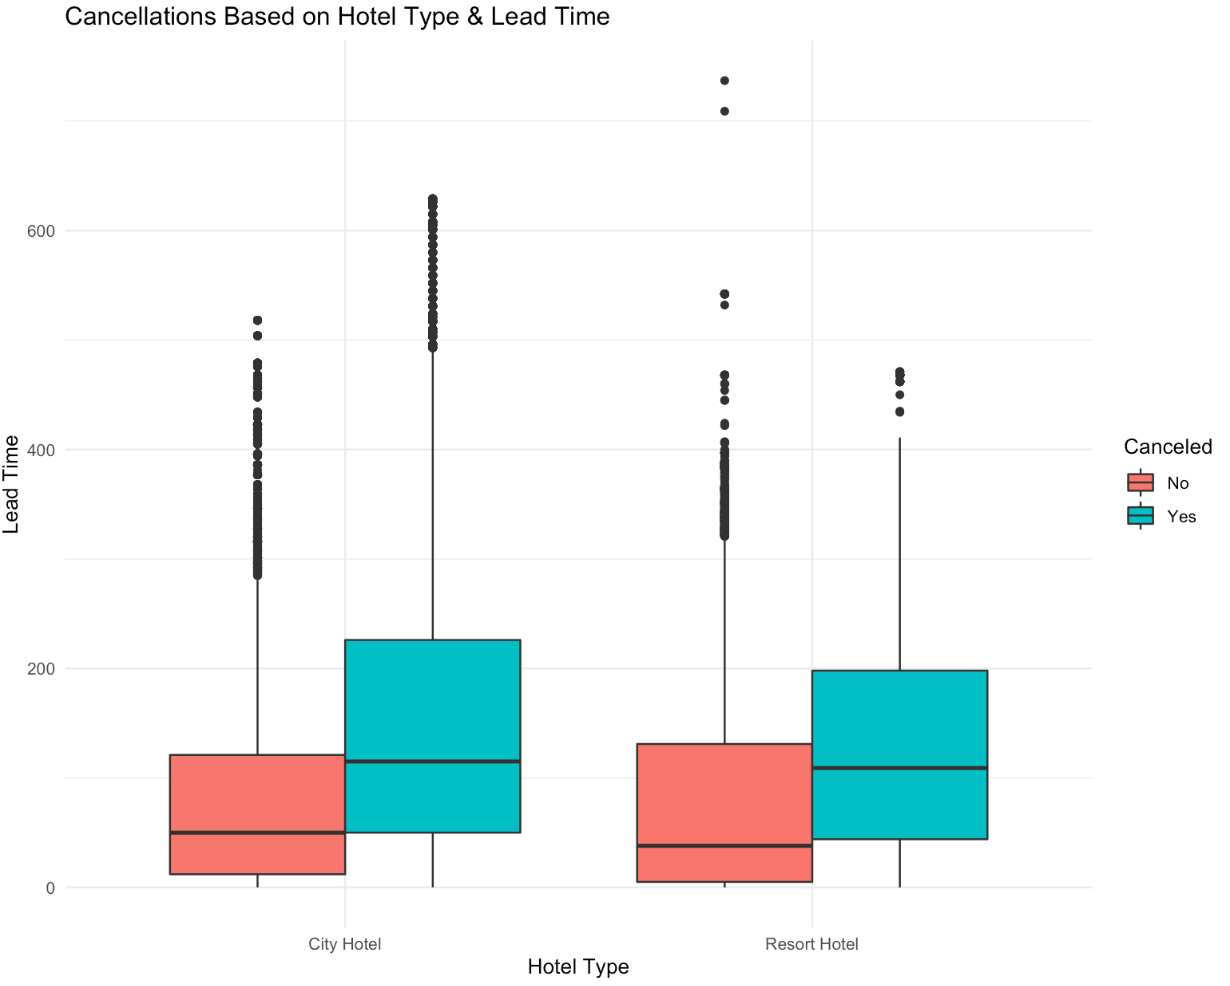 Cancellations Based on Hotel Type & Lead Time
Lead Time
600
400
200
0
City Hotel
Resort Hotel
Hotel Type
Canceled
No
Yes